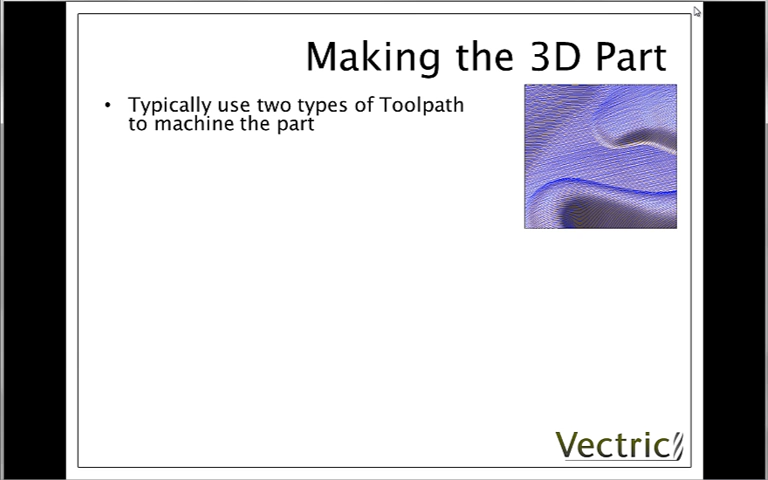 Making the 3D Part
• Typically use two types of Toolpath
to machine the part
Vectric